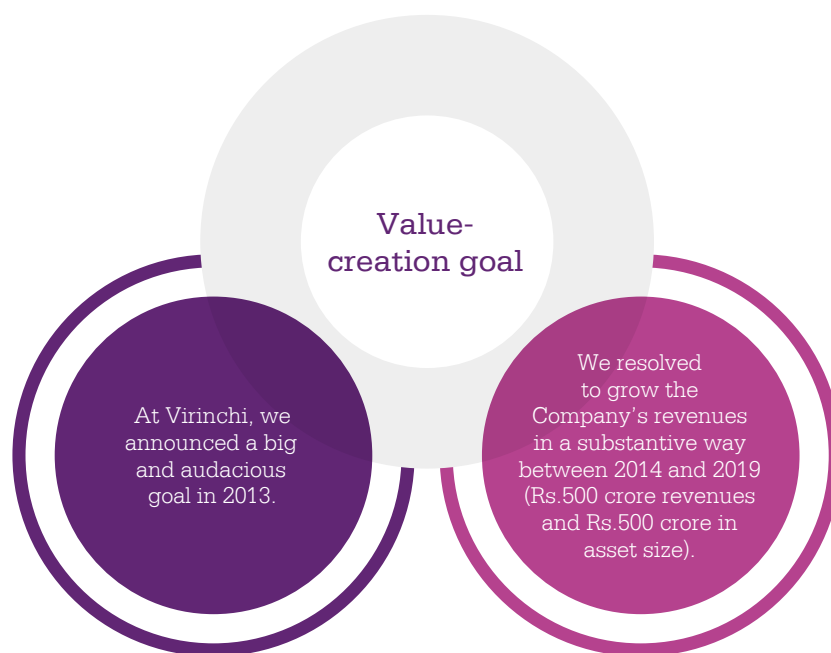 Value-
creation goal
At Virinchi, we
announced a big
and audacious
goal in 2013.
We resolved
to grow the
Company’s revenues
in a substantive way
between 2014 and 2019
(Rs.500 crore revenues
and Rs.500 crore in
asset size).